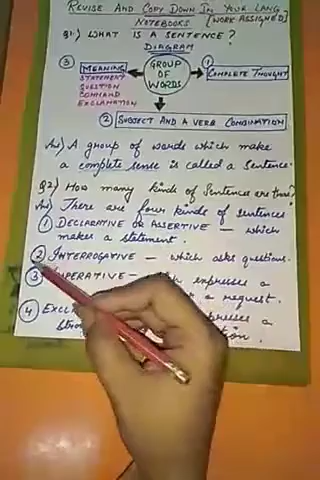 REVISE AND COPY DOWN IN YOUR LANG.
NOTEBOOKS [WORK ASSIGNED]
Q1:) WHAT IS A SENTENCE?
DIAGRAM
③ MEANING
STATEMENT
QUESTION
COMMAND
EXCLAMATION
GROUP
OF
WORDS
①
COMPLETE THOUGHT
② SUBJECT AND A VERB COMBINATION
Ans) A group of words which make
a complete sense is called a Sentence.
Q2) How many kinds of Sentences are there?
Ans) There are four kinds of sentences
① DECLARATIVE OR ASSERTIVE – which
makes a statement.
② INTERROGATIVE – which asks questions.
③ expresses a
a request.
④ a